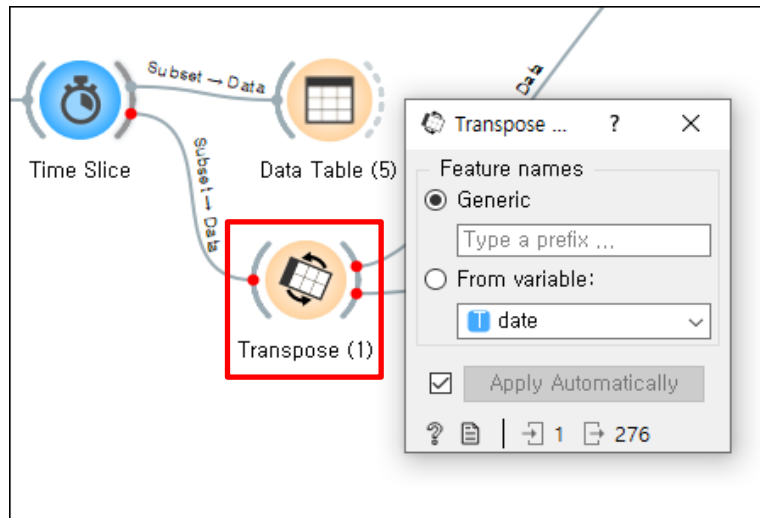 Subset → Data
Data
Time Slice
Data Table (5)
Subset → Data
Transpose (1)
Transpose ...
?
Feature names
Generic
Type a prefix ...
From variable:
T date
Apply Automatically
? 1 276